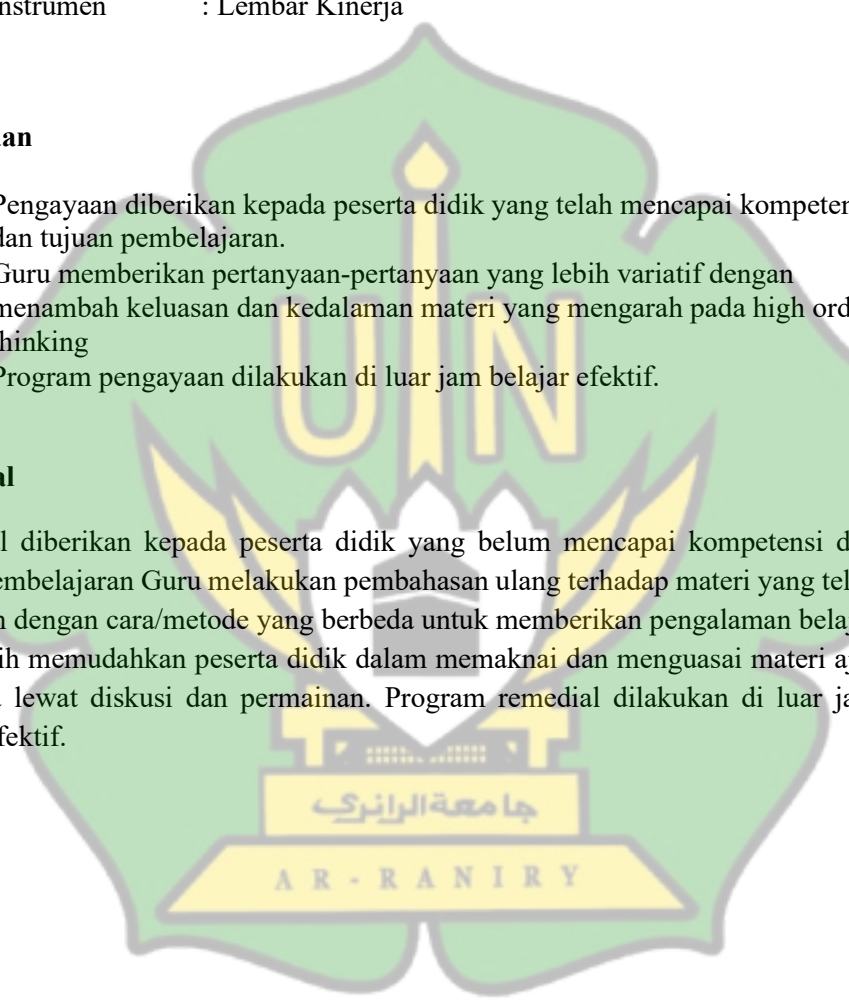 nstrumen : Lembar Kinerja
aan
Pengayaan diberikan kepada peserta didik yang telah mencapai kompeten
dan tujuan pembelajaran.
Guru memberikan pertanyaan-pertanyaan yang lebih variatif dengan
menambah keluasan dan kedalaman materi yang mengarah pada high ord
hinking
Program pengayaan dilakukan di luar jam belajar efektif.
UIN
al
l diberikan kepada peserta didik yang belum mencapai kompetensi d
embelajaran Guru melakukan pembahasan ulang terhadap materi yang tel
n dengan cara/metode yang berbeda untuk memberikan pengalaman belaj
ih memudahkan peserta didik dalam memaknai dan menguasai materi aj
lewat diskusi dan permainan. Program remedial dilakukan di luar ja
fektif.
جامعة الرانري
AR-RANIRY